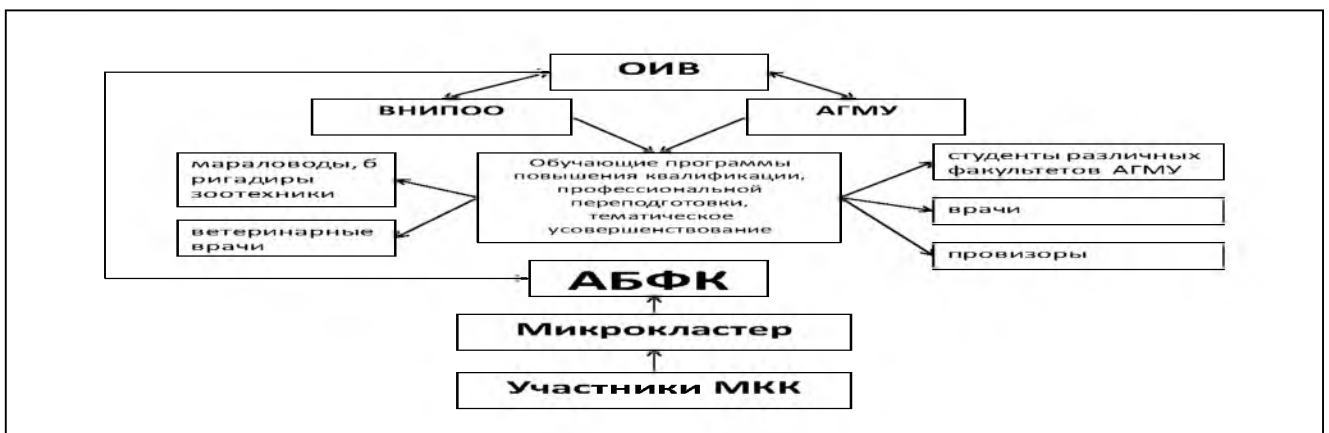 ОИВ
ВНИПОО
АГМУ
мараловоды, б
ригадиры
зоотехники
ветеринарные
врачи
Обучающие программы
повышения квалификации,
профессиональной
переподготовки,
тематическое
усовершенствование
студенты различных
факультетов АГМУ
врачи
провизоры
АБФК
Микрокластер
Участники МКК